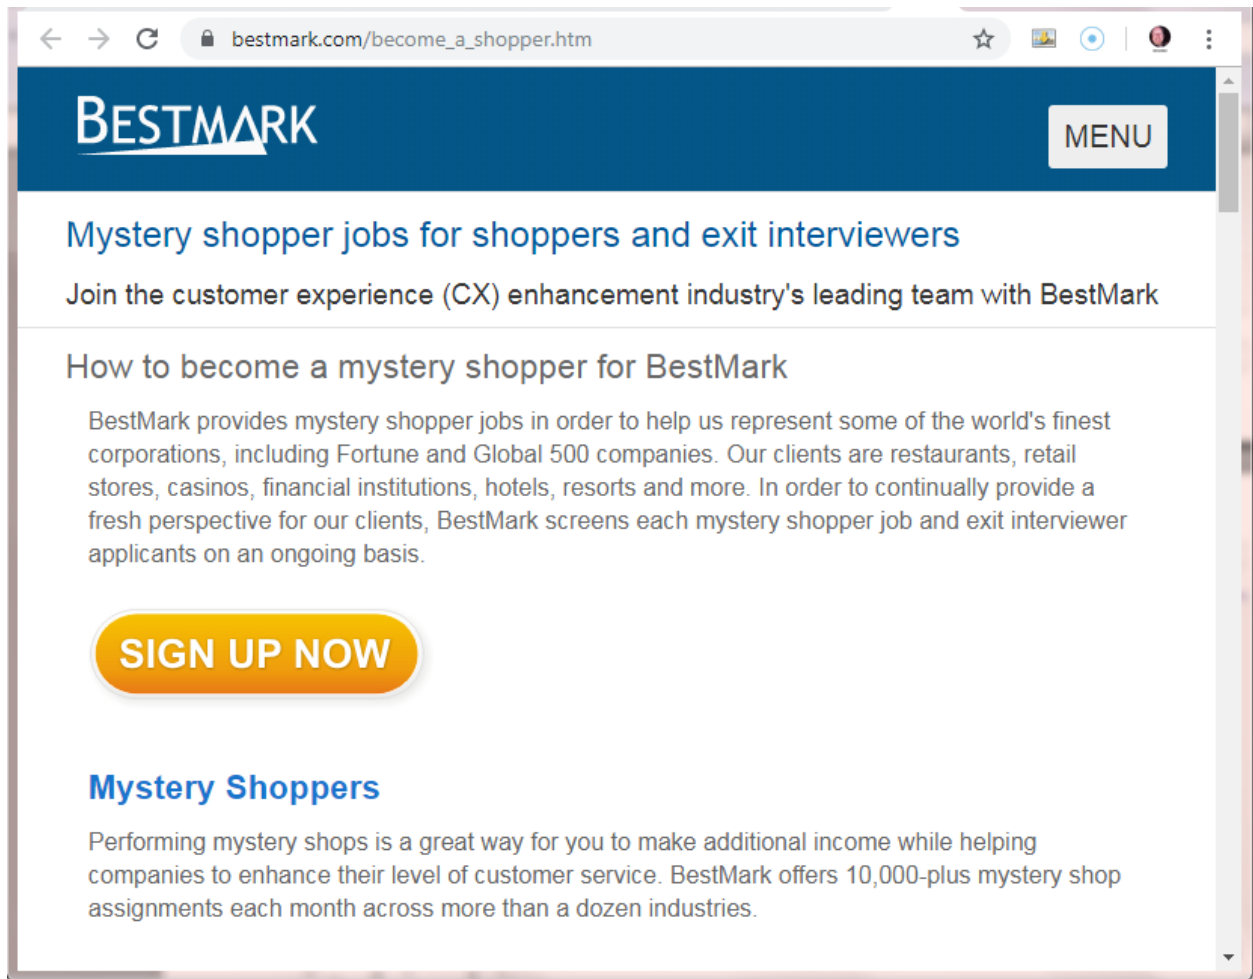 bestmark.com/become_a_shopper.htm
BESTMARK
MENU
Mystery shopper jobs for shoppers and exit interviewers
Join the customer experience (CX) enhancement industry's leading team with BestMark
How to become a mystery shopper for BestMark
BestMark provides mystery shopper jobs in order to help us represent some of the world's finest
corporations, including Fortune and Global 500 companies. Our clients are restaurants, retail
stores, casinos, financial institutions, hotels, resorts and more. In order to continually provide a
fresh perspective for our clients, BestMark screens each mystery shopper job and exit interviewer
applicants on an ongoing basis.
SIGN UP NOW
Mystery Shoppers
Performing mystery shops is a great way for you to make additional income while helping
companies to enhance their level of customer service. BestMark offers 10,000-plus mystery shop
assignments each month across more than a dozen industries.